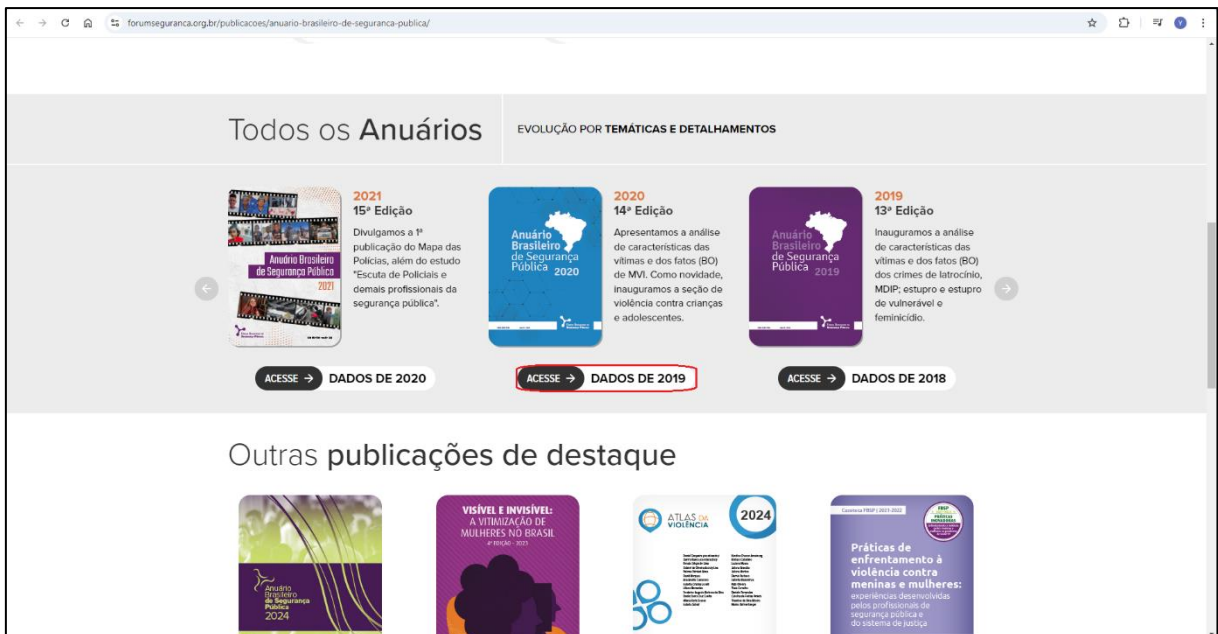 forumseguranca.org.br/publicacoes/anuario-brasileiro-de-seguranca-publica/
Todos os Anuários
EVOLUÇÃO POR TEMÁTICAS E DETALHAMENTOS
Anuário Brasileiro
de Segurança Pública
2021
2021
15ª Edição
Divulgamos a 1ª
publicação do Mapa das
Polícias, além do estudo
"Escuta de Policiais e
demais profissionais da
segurança pública".
ACESSE → DADOS DE 2020
Anuário
Brasileiro
de Segurança
Pública 2020
2020
14ª Edição
Apresentamos a análise
de características das
vítimas e dos fatos (BO)
de MVI. Como novidade,
inauguramos a seção de
violência contra crianças
e adolescentes.
ACESSE → DADOS DE 2019
Anuário
Brasileiro
de Segurança
Pública 2019
2019
13ª Edição
Inauguramos a análise
de características das
vítimas e dos fatos (BO)
dos crimes de latrocínio,
MDIP; estupro e estupro
de vulnerável e
feminicídio.
ACESSE → DADOS DE 2018
Outras publicações de destaque
Anuário
Brasileiro
de Segurança
Pública
2024
VISÍVEL E INVISÍVEL:
A VITIMIZAÇÃO DE
MULHERES NO BRASIL
4ª EDIÇÃO - 2023
ATLAS DA
VIOLÊNCIA
2024
Casoteca FBSP | 2021-2022
Práticas de
enfrentamento à
violência contra
meninas e mulheres:
experiências desenvolvidas
pelos profissionais de
segurança pública e
do sistema de justiça